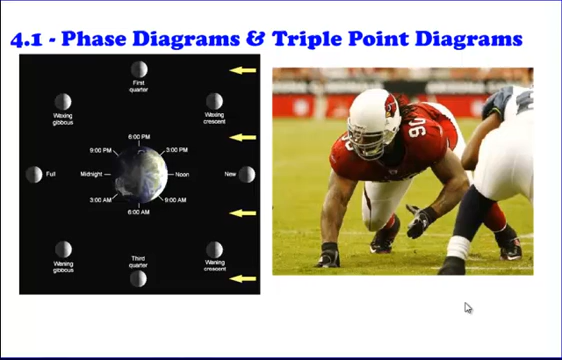 4.1 - Phase Diagrams & Triple Point Diagrams
First
quarter
Waxing
gibbous
Waxing
crescent
6:00 PM
9:00 PM
3:00 PM
Full
Midnight
Noon
New
3:00 AM
9:00 AM
6:00 AM
Waning
gibbous
Third
quarter
Waning
crescent
90